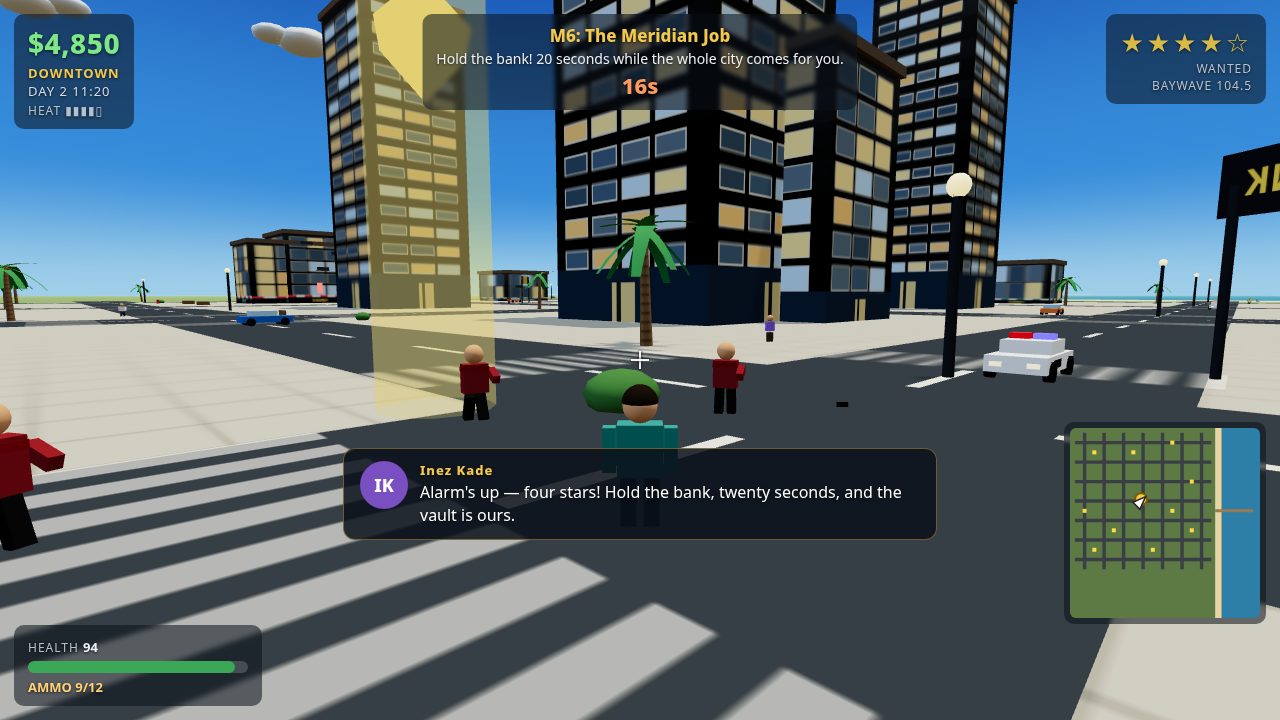 $4,850
DOWNTOWN
DAY 2 11:20
HEAT
M6: The Meridian Job
Hold the bank! 20 seconds while the whole city comes for you.
16s
★★★★☆
WANTED
BAYWAVE 104.5
IK
Inez Kade
Alarm's up — four stars! Hold the bank, twenty seconds, and the
vault is ours.
HEALTH 94
AMMO 9/12